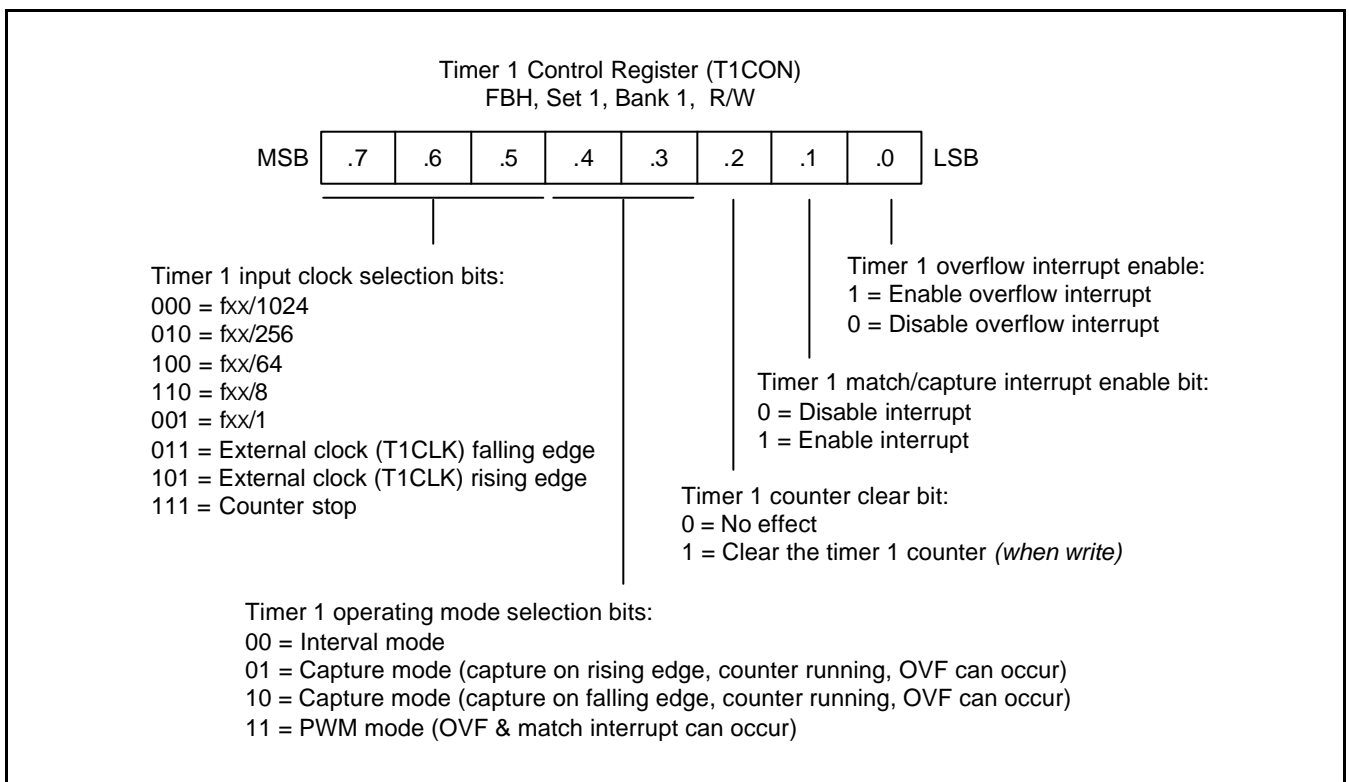 Timer 1 Control Register (T1CON)
FBH, Set 1, Bank 1, R/W
MSB .7 .6 .5 .4 .3 .2 .1 .0 LSB
Timer 1 input clock selection bits:
000 = fxx/1024
010 = fxx/256
100 = fxx/64
110 = fxx/8
001 = fxx/1
011 = External clock (T1CLK) falling edge
101 = External clock (T1CLK) rising edge
111 = Counter stop
Timer 1 overflow interrupt enable:
1 = Enable overflow interrupt
0 = Disable overflow interrupt
Timer 1 match/capture interrupt enable bit:
0 = Disable interrupt
1 = Enable interrupt
Timer 1 counter clear bit:
0 = No effect
1 = Clear the timer 1 counter (when write)
Timer 1 operating mode selection bits:
00 = Interval mode
01 = Capture mode (capture on rising edge, counter running, OVF can occur)
10 = Capture mode (capture on falling edge, counter running, OVF can occur)
11 = PWM mode (OVF & match interrupt can occur)